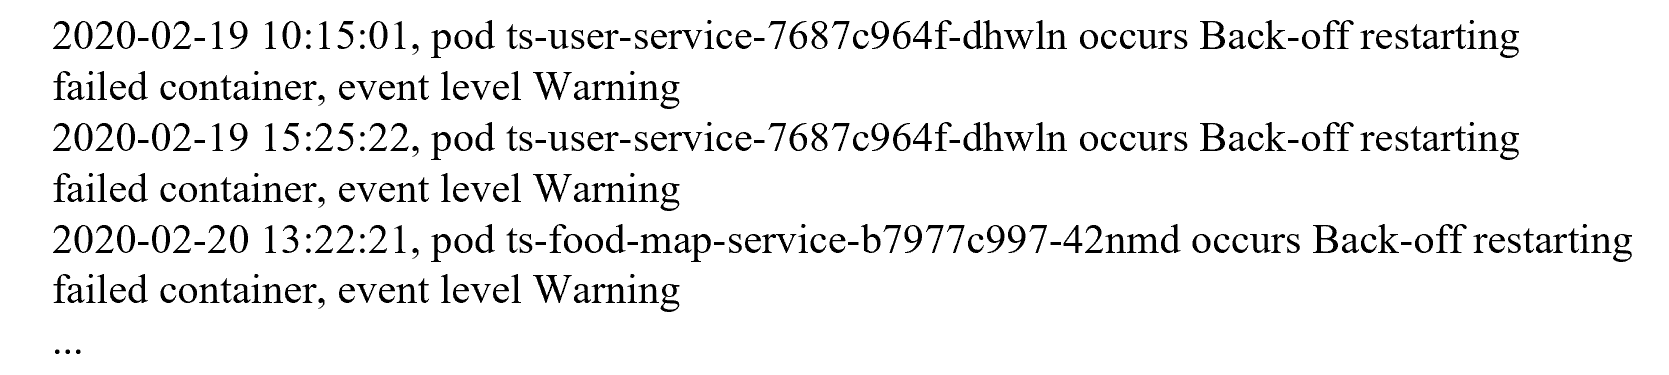 2020-02-19 10:15:01, pod ts-user-service-7687c964f-dhwln occurs Back-off restarting
failed container, event level Warning
2020-02-19 15:25:22, pod ts-user-service-7687c964f-dhwln occurs Back-off restarting
failed container, event level Warning
2020-02-20 13:22:21, pod ts-food-map-service-b7977c997-42nmd occurs Back-off restarting
failed container, event level Warning
...